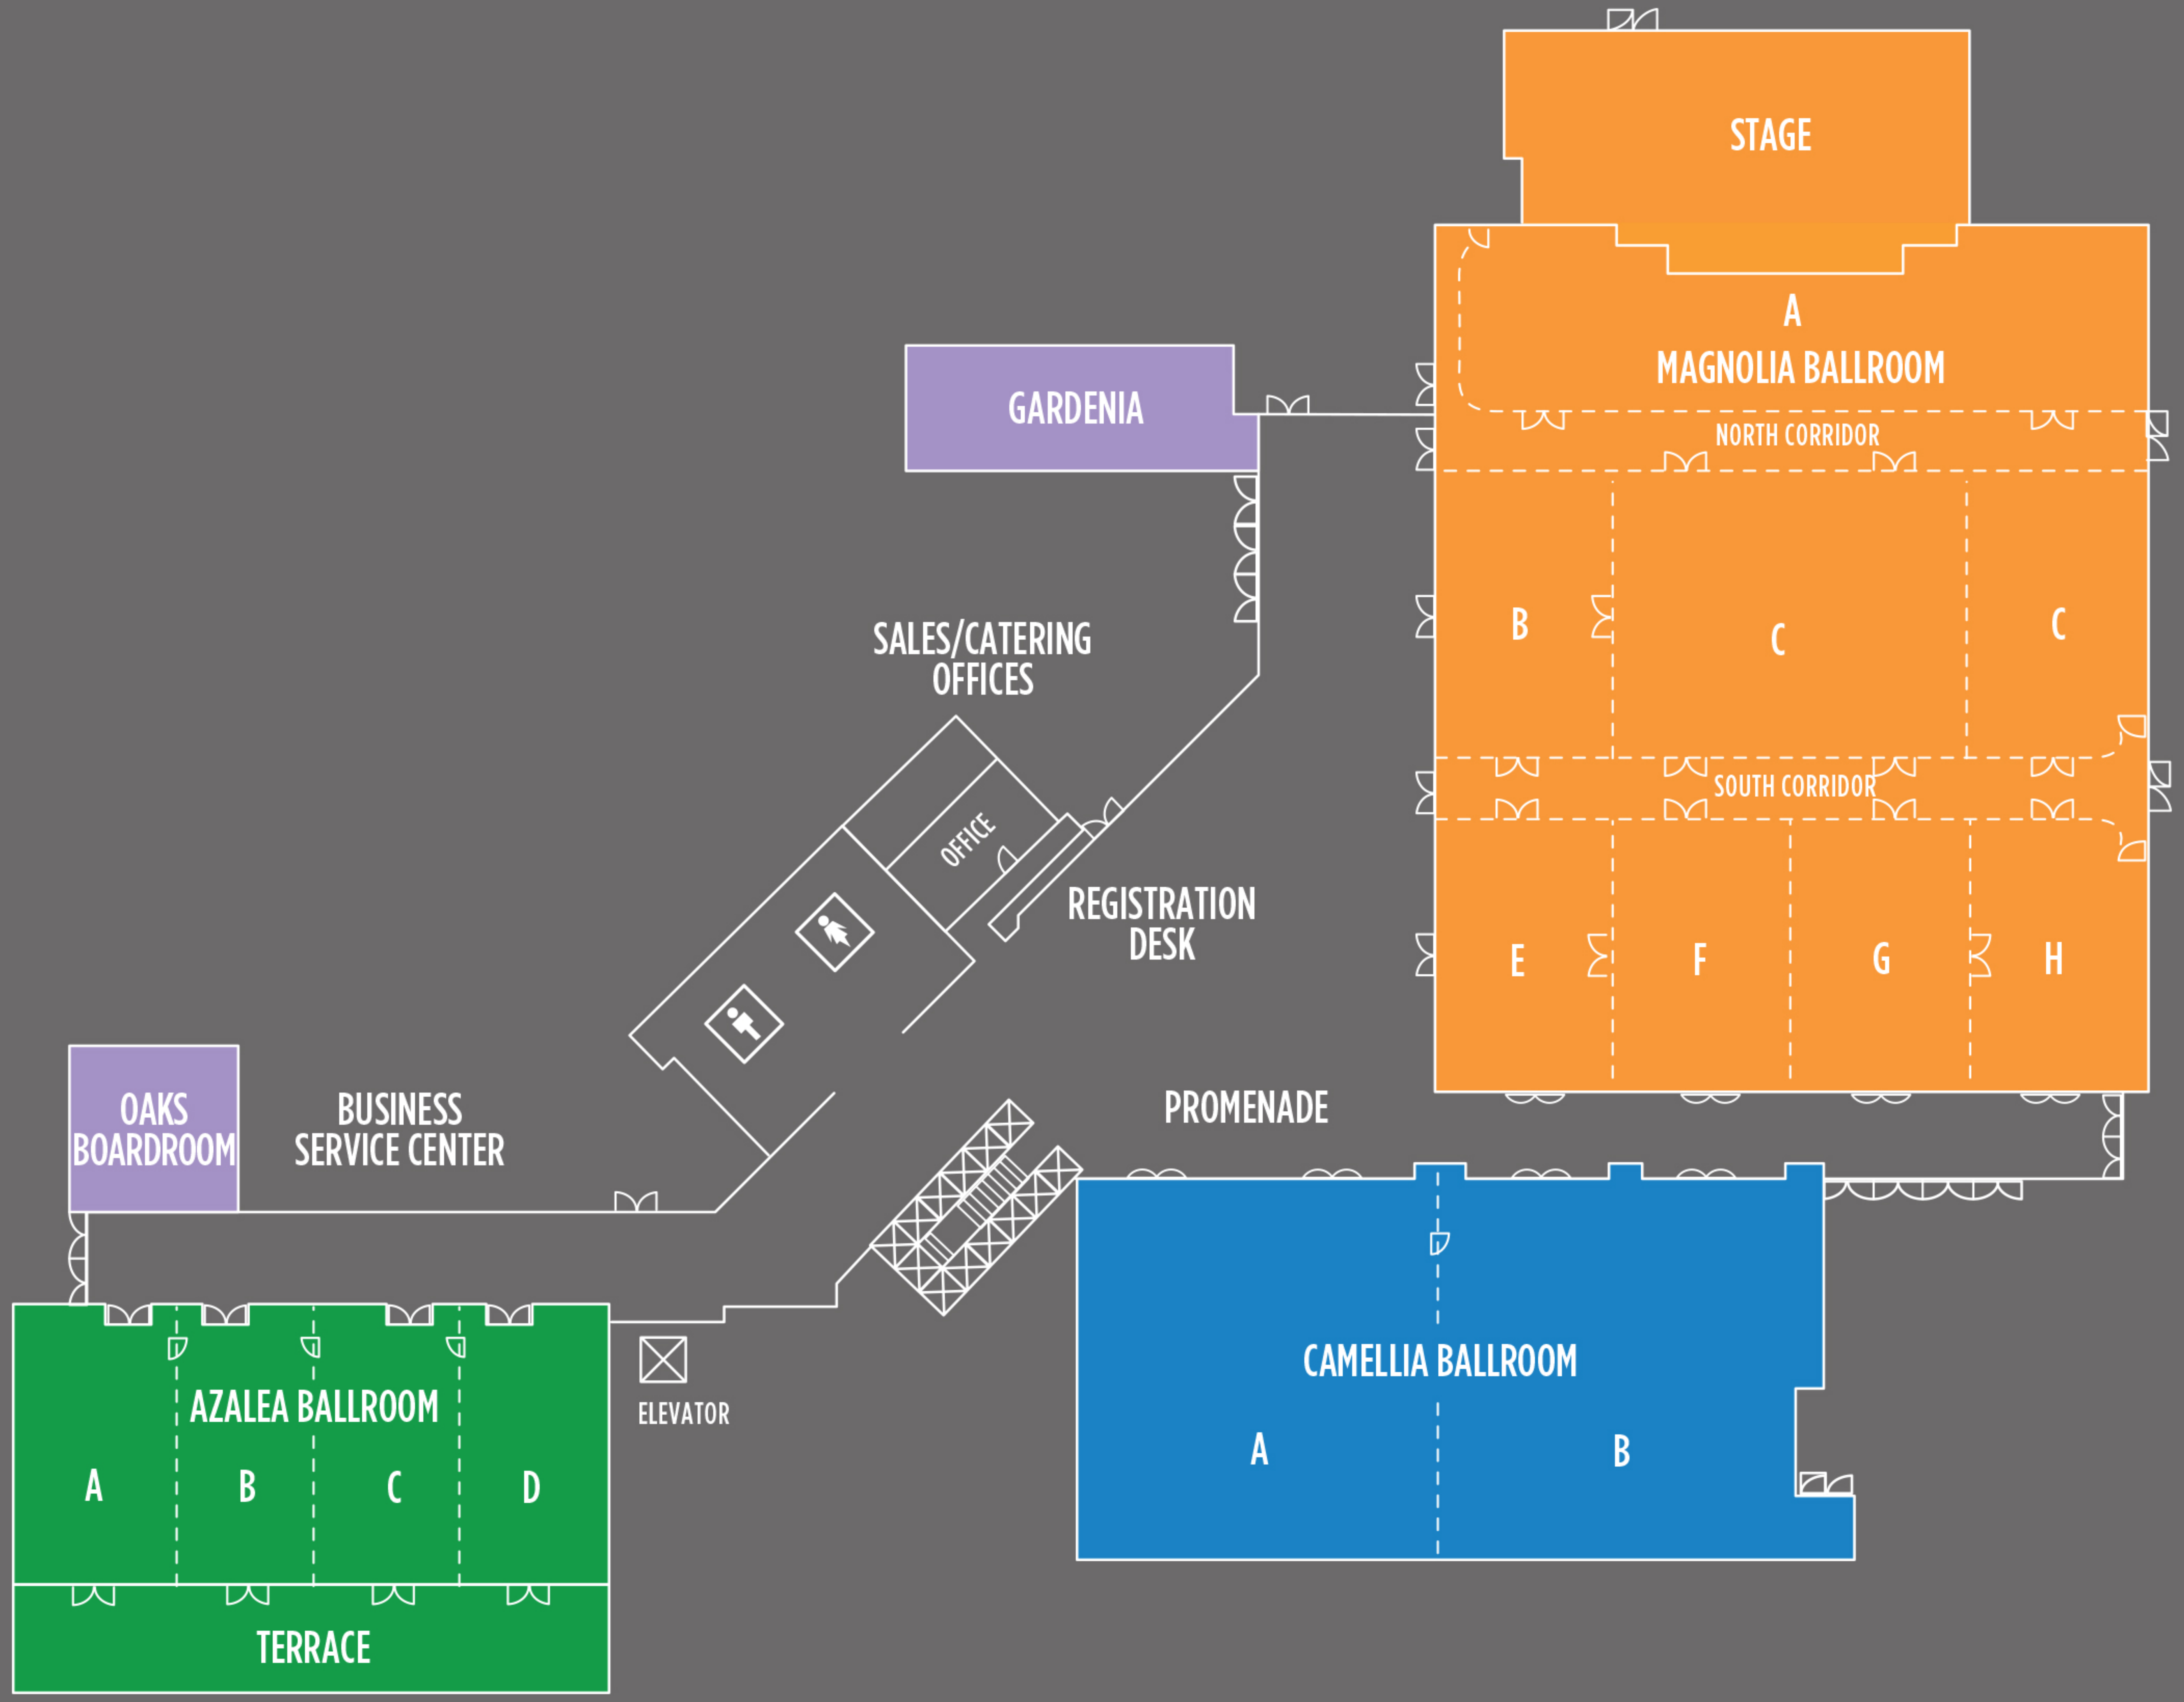 STAGE
A
MAGNOLIA BALLROOM
GARDENIA
NORTH CORRIDOR
B
C
C
SALES/CATERING
OFFICES
SOUTH CORRIDOR
OFFICE
REGISTRATION
DESK
E
F
G
H
OAKS
BOARDROOM
BUSINESS
SERVICE CENTER
PROMENADE
CAMELLIA BALLROOM
A
B
AZALEA BALLROOM
ELEVATOR
A
B
C
D
TERRACE